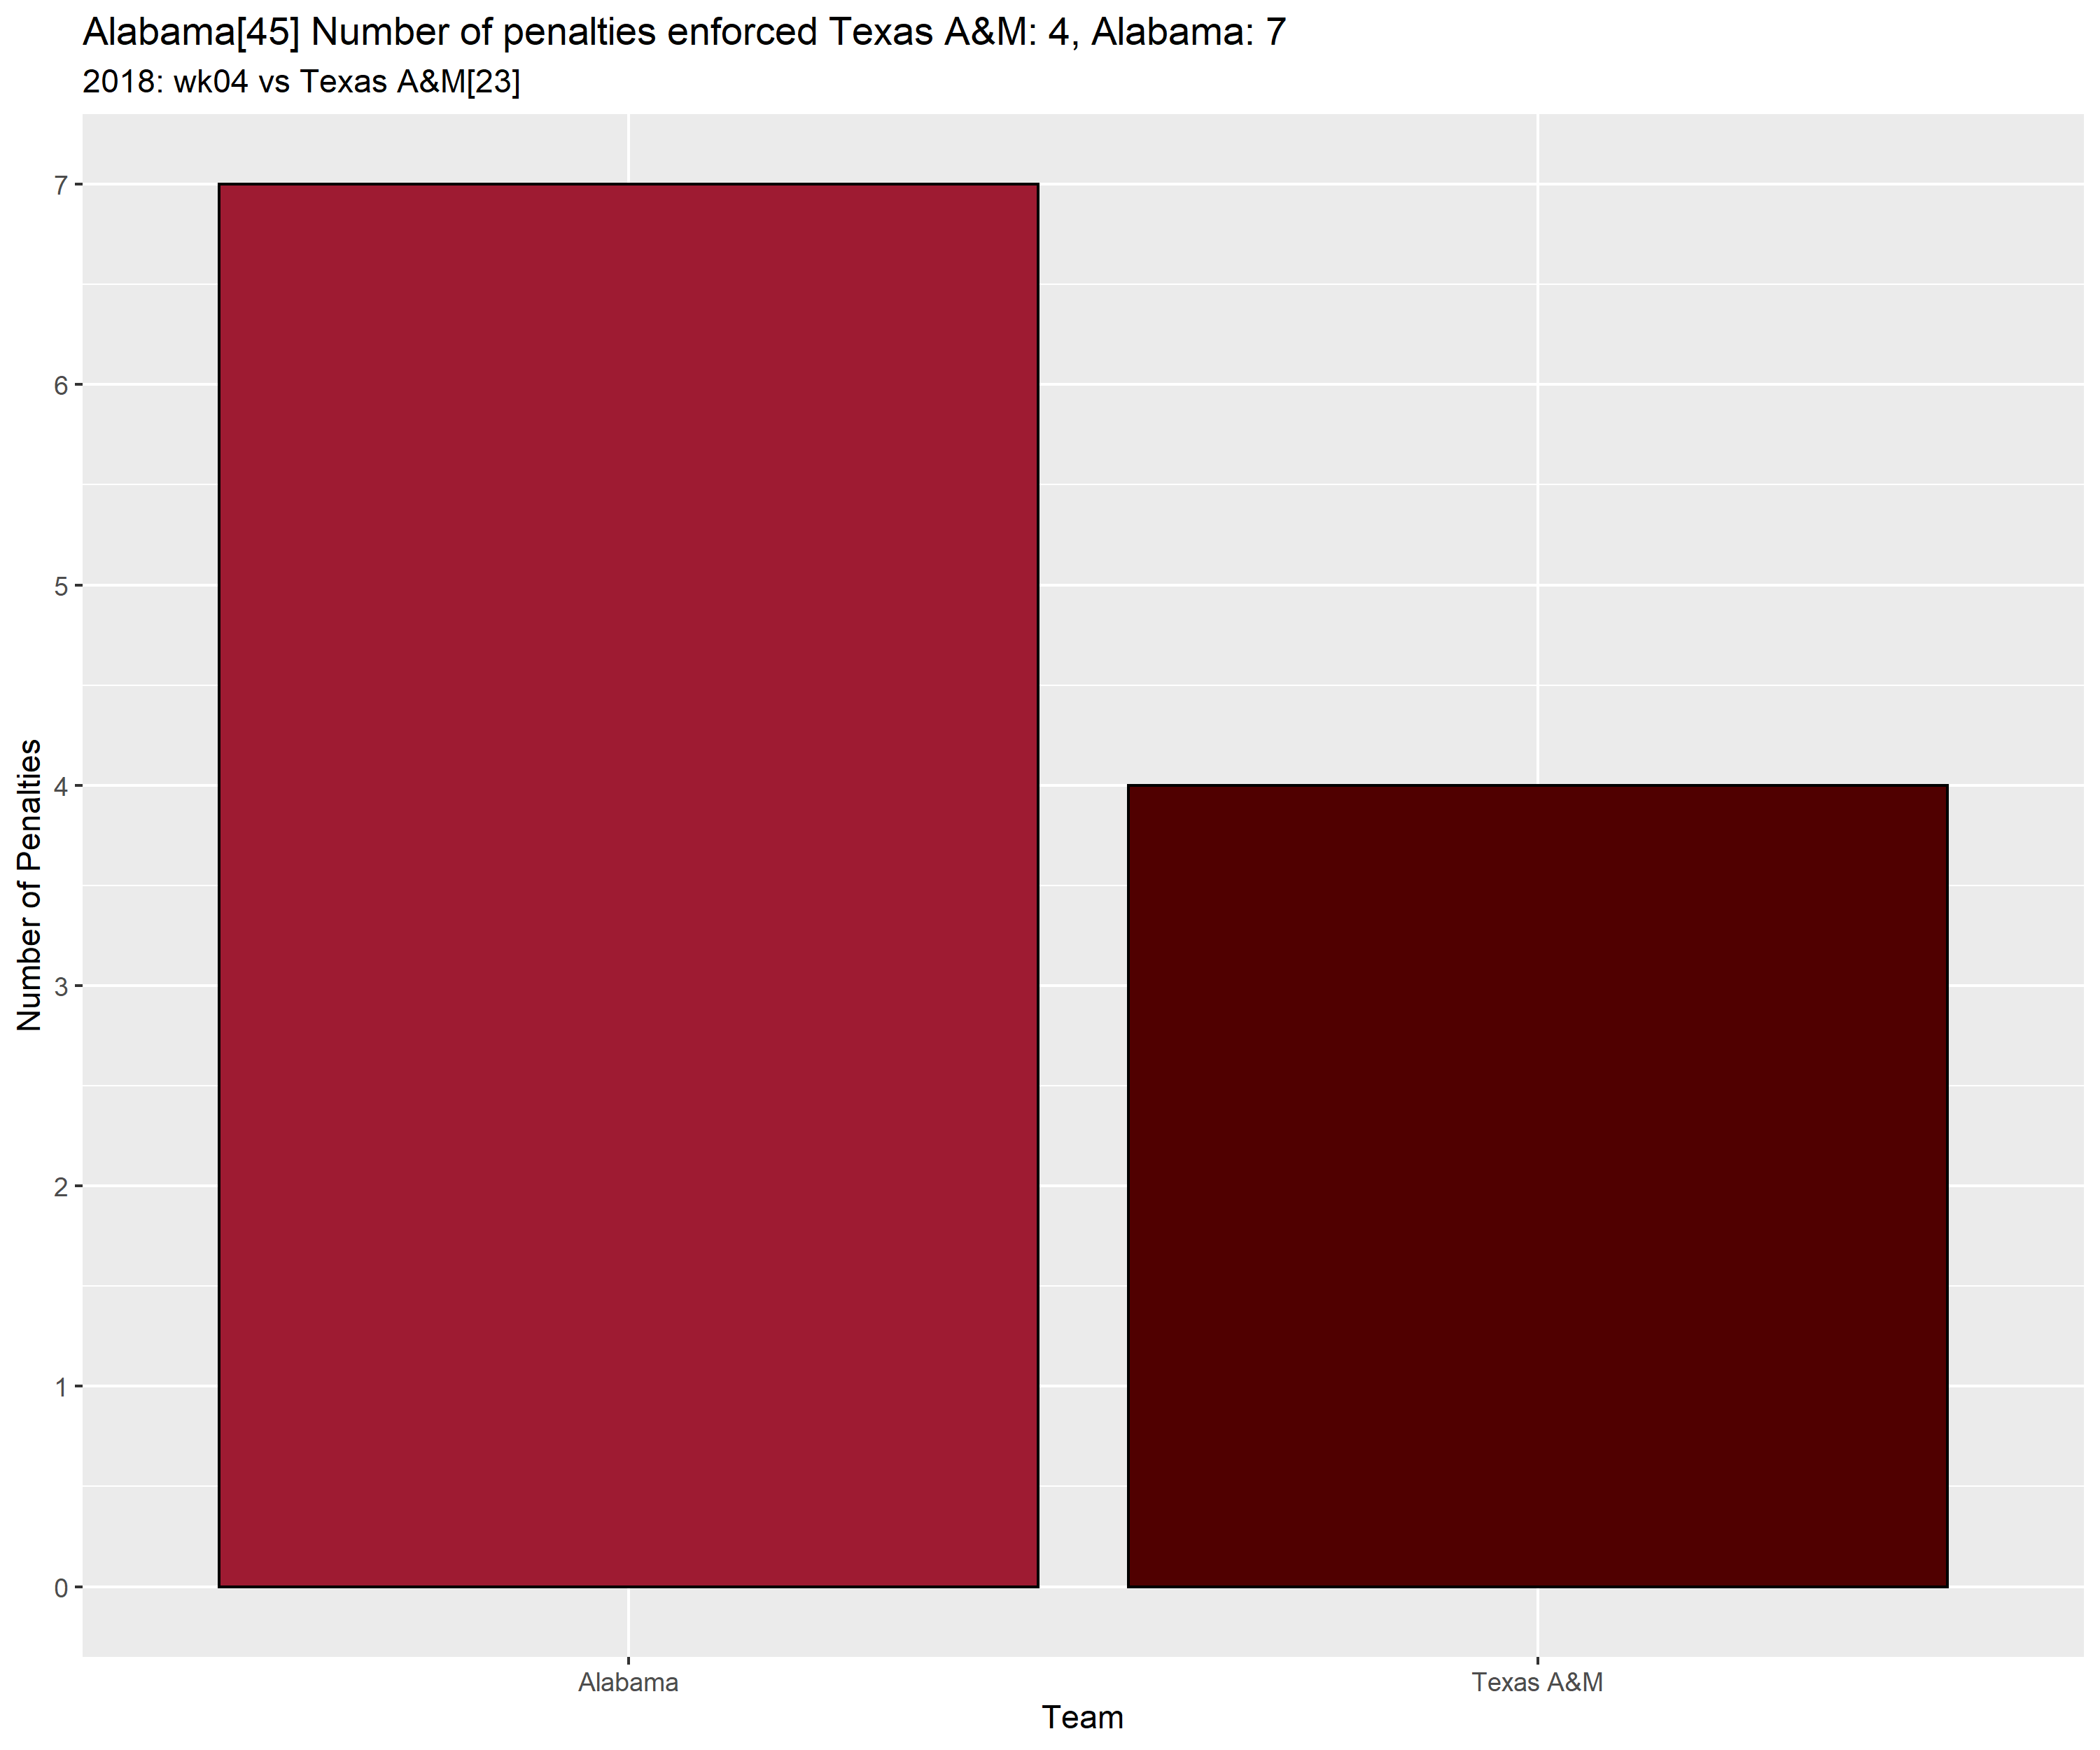 Alabama[45] Number of penalties enforced Texas A&M: 4, Alabama: 7
2018: wk04 vs Texas A&M[23]
Number of Penalties
7
6
5
4
3
2
1
0
Alabama
Texas A&M
Team